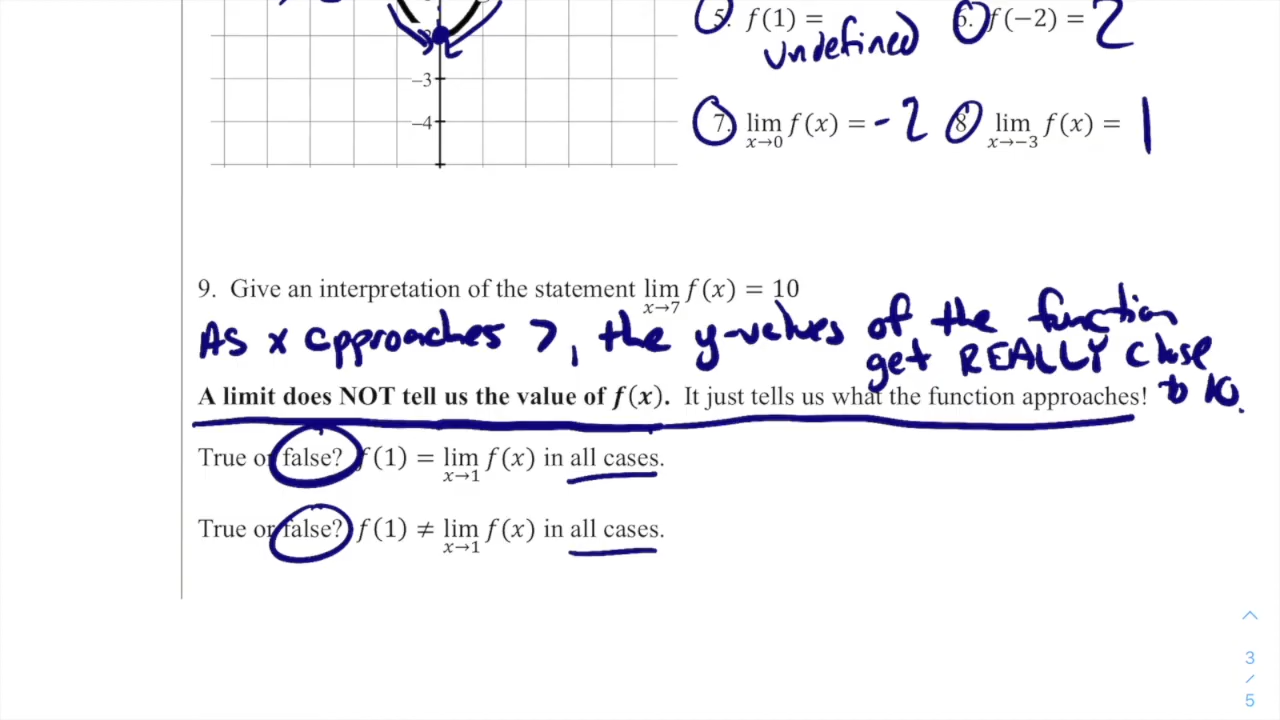 5. f(1) = 6. f(−2) = 2
undefined
−3
−4
7. lim f(x) = -2 8. lim f(x) = 1
x→0 x→−3
9. Give an interpretation of the statement lim f(x) = 10
x→7
As x approaches 7, the y-values of the function
get REALLY close
to 10.
A limit does NOT tell us the value of f(x). It just tells us what the function approaches!
True or false? f(1) = lim f(x) in all cases.
x→1
True or false? f(1) ≠ lim f(x) in all cases.
x→1
3
/
5